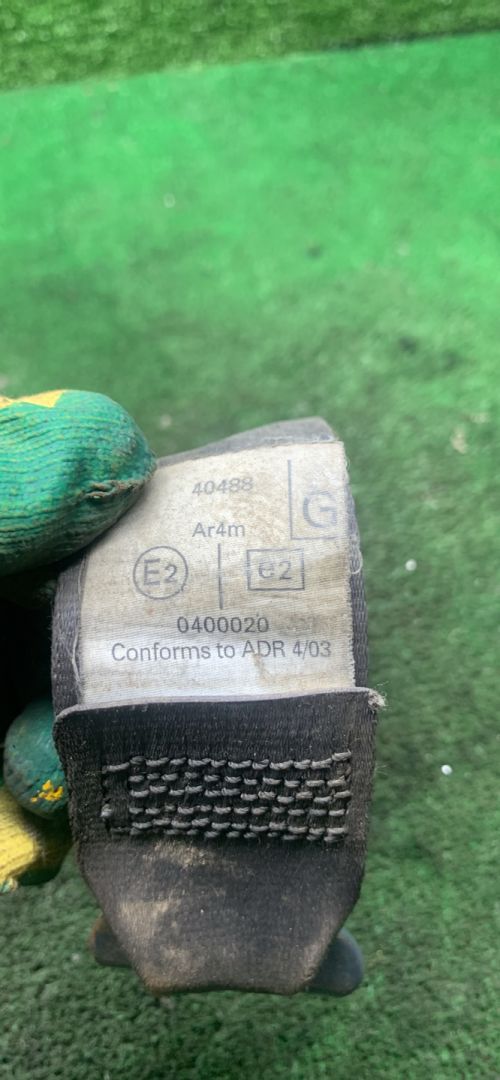 40488
G
Ar4m
E2 e2
0400020
Conforms to ADR 4/03